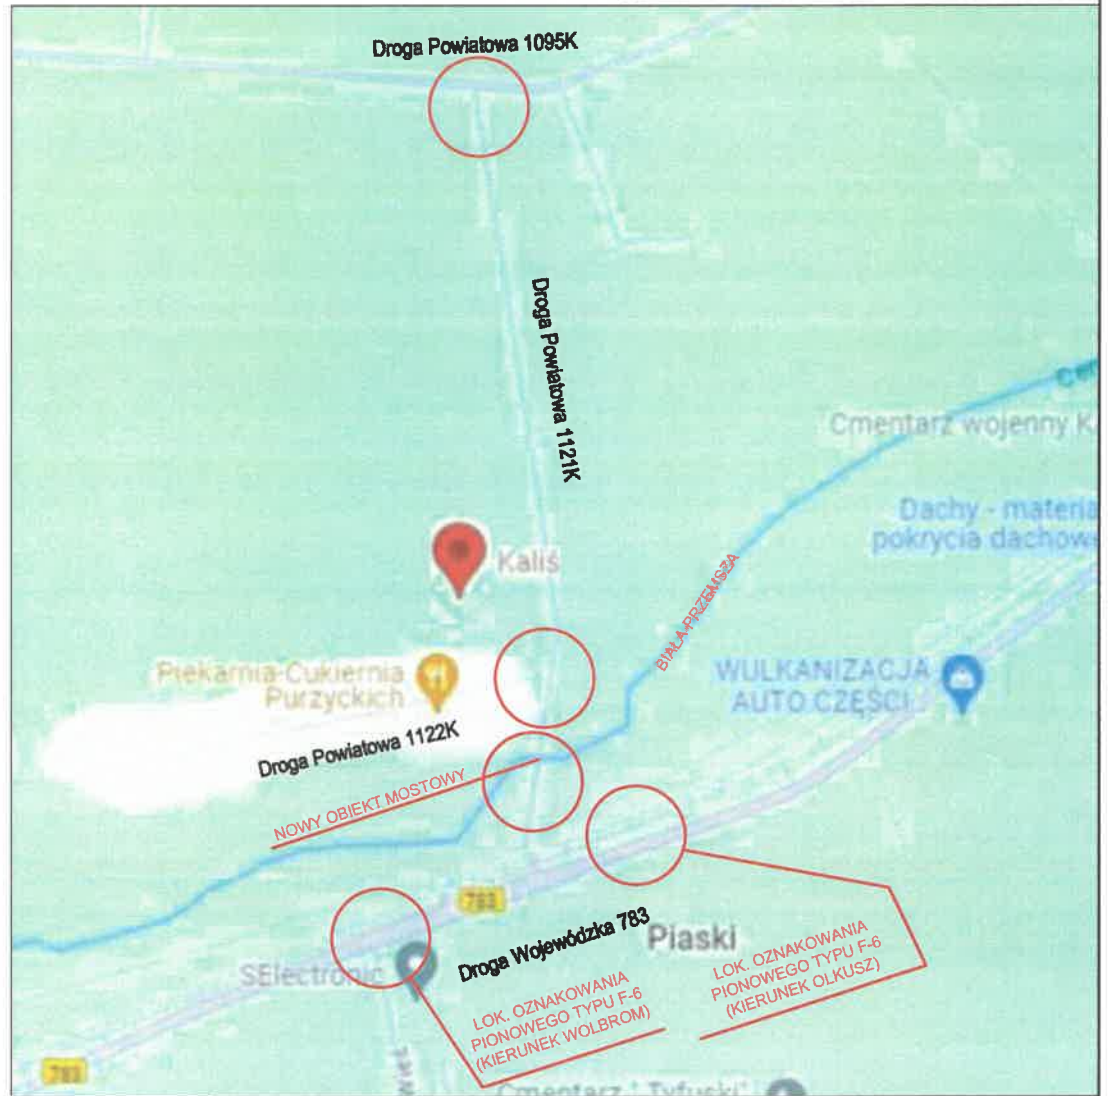 Droga Powiatowa 1095K
Droga Powiatowa 1121K
Cmentarz wojenny K
Dachy - materia
pokrycia dachow
Kaliś
BIAŁA PRZEMSZA
Piekarnia-Cukiernia
Purzyckich
WULKANIZACJA
AUTO CZĘŚCI
Droga Powiatowa 1122K
NOWY OBIEKT MOSTOWY
783
Droga Wojewódzka 783
Piaski
SElectronic
LOK. OZNAKOWANIA
PIONOWEGO TYPU F-6
(KIERUNEK WOLBROM)
LOK. OZNAKOWANIA
PIONOWEGO TYPU F-6
(KIERUNEK OLKUSZ)
783
Cmentarz " Tyfuski"